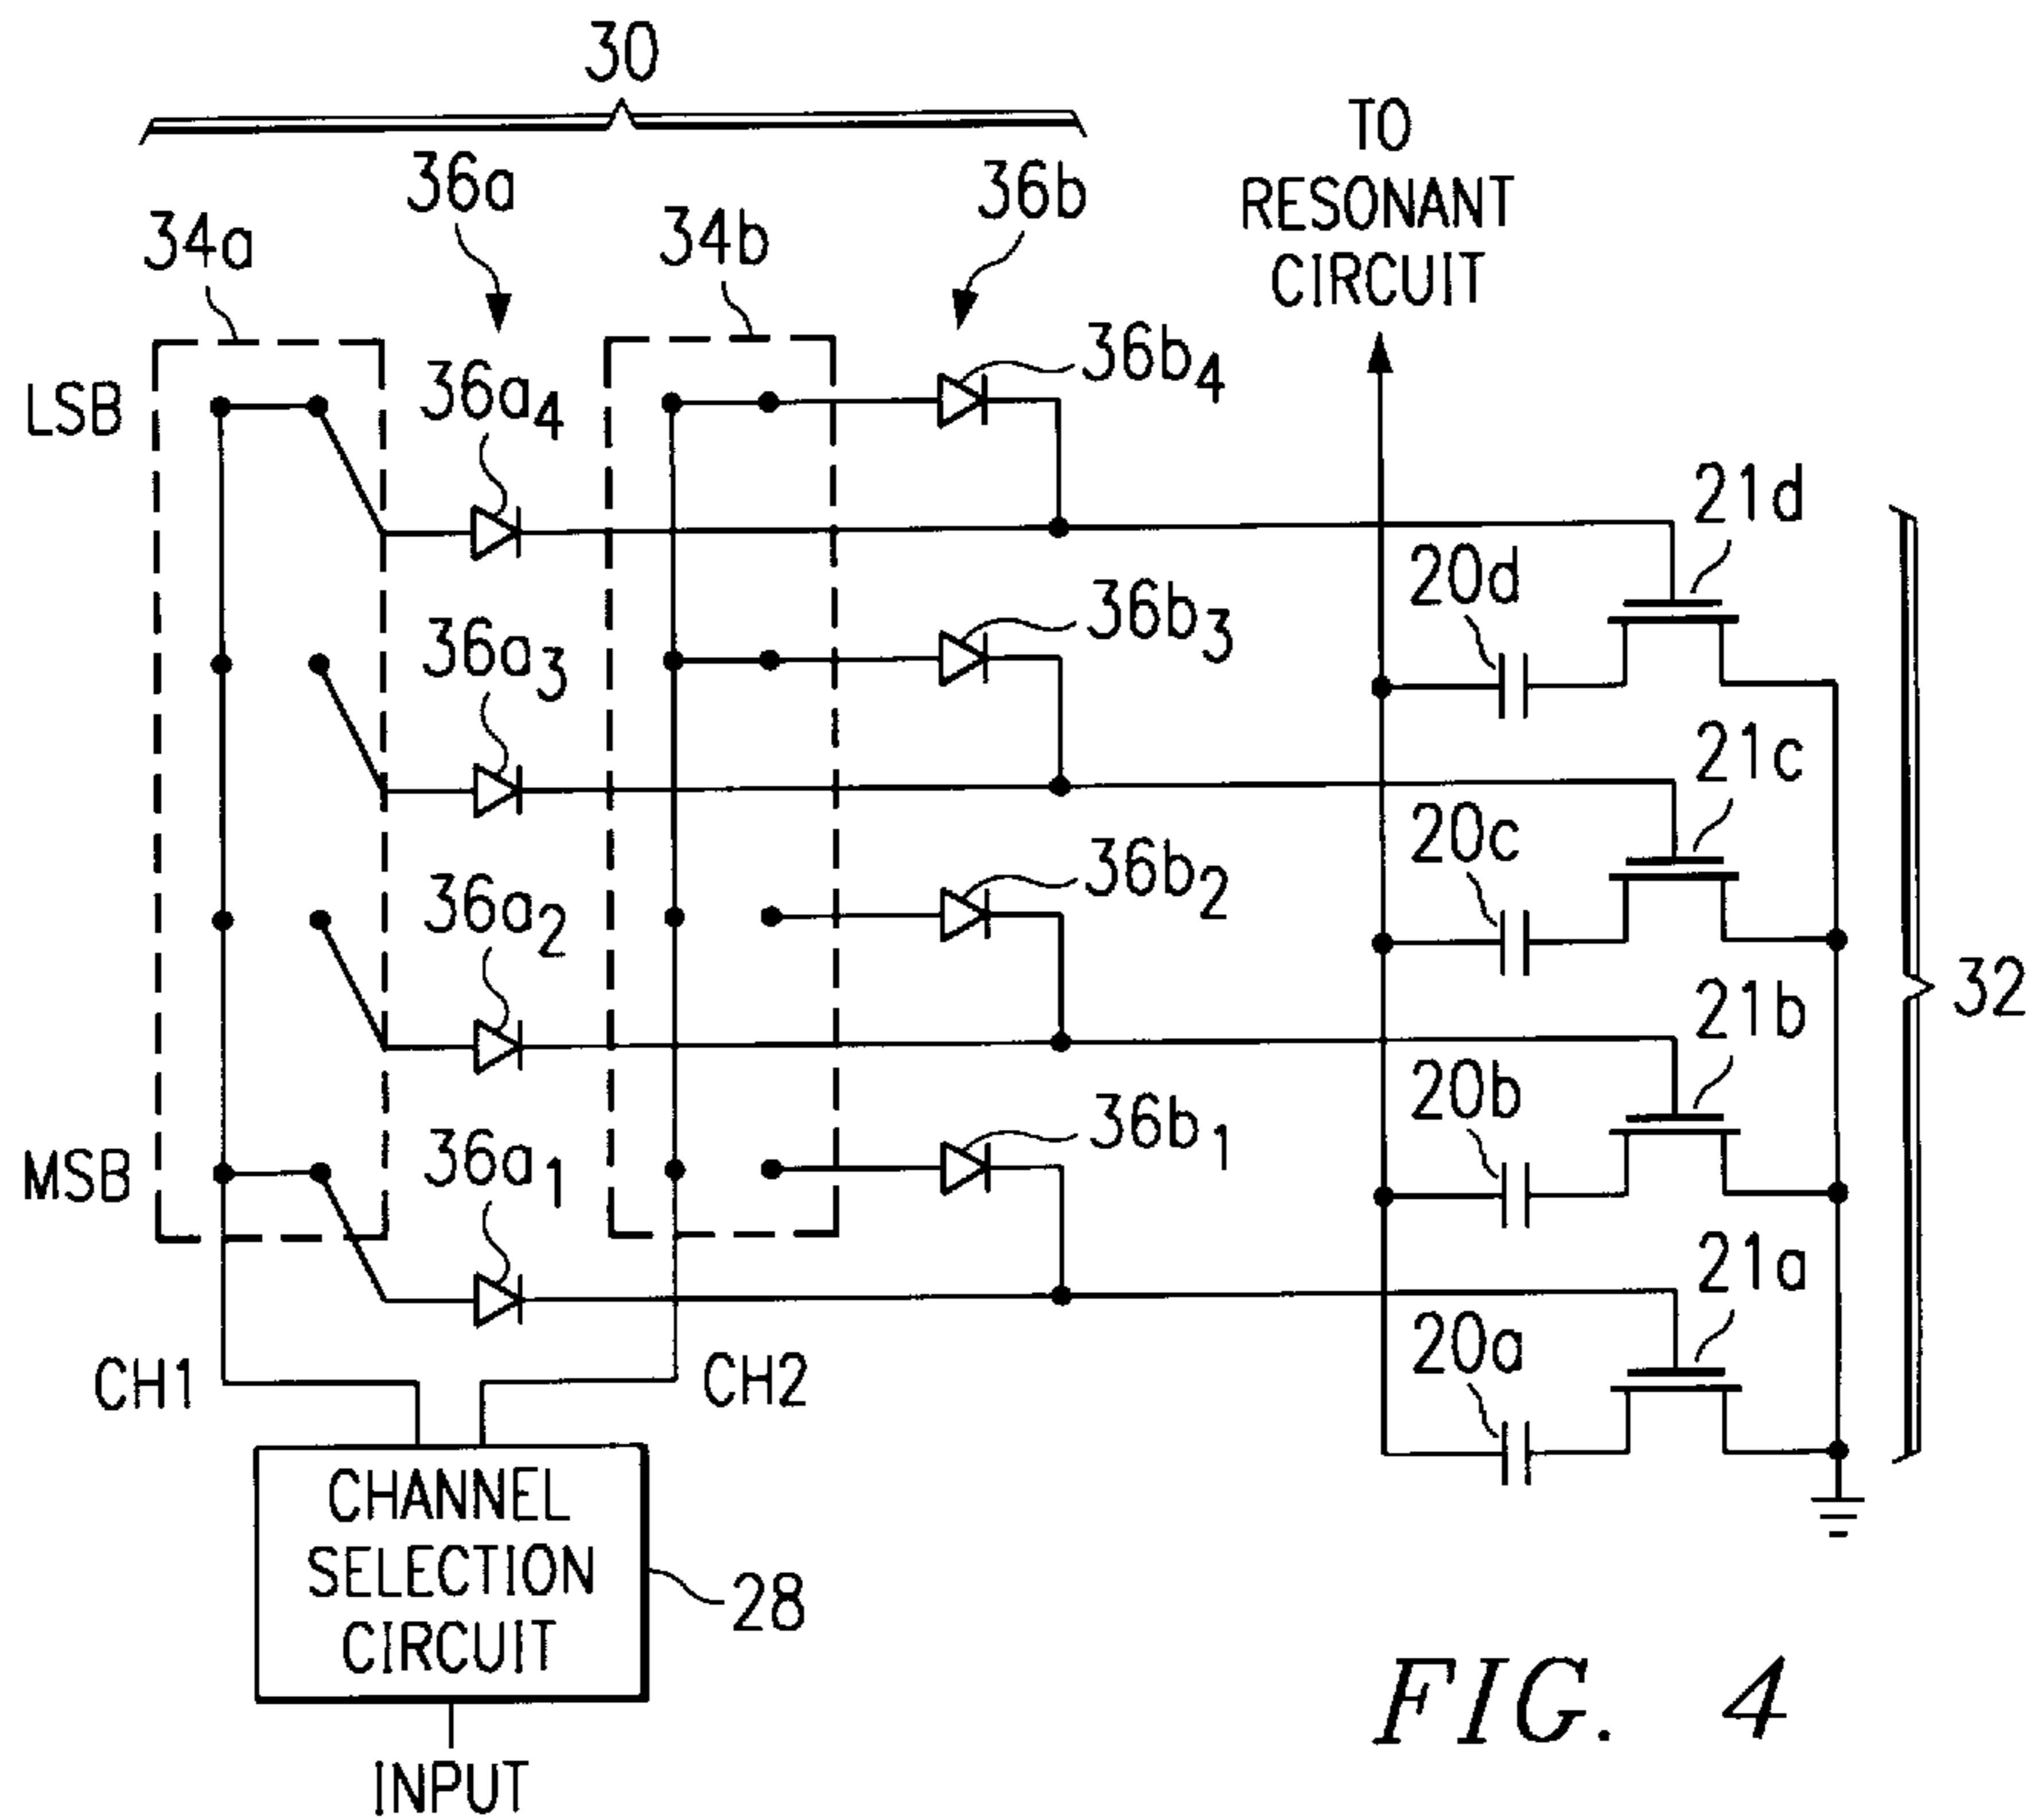 30
TO
RESONANT
CIRCUIT
36a
36b
34a
34b
LSB
36a4
36b4
21d
20d
36a3
36b3
21c
20c
36a2
36b2
21b
32
20b
MSB
36a1
36b1
21a
20a
CH1
CH2
CHANNEL
SELECTION
CIRCUIT
28
INPUT
FIG. 4